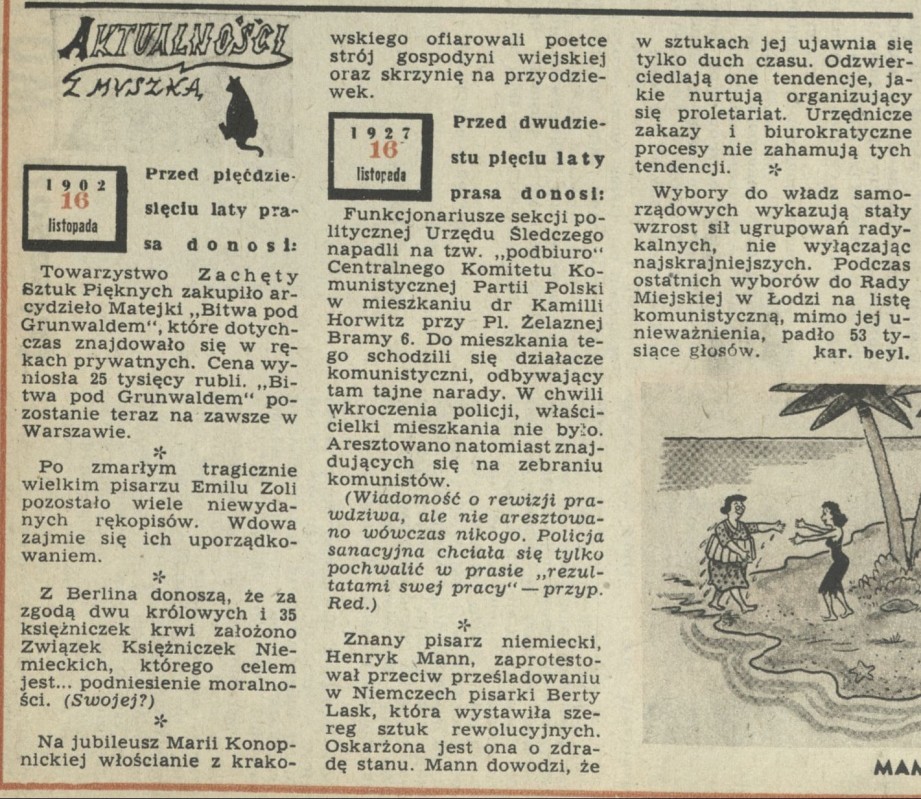 AKTUALNOŚCI
Z MYSZKĄ
1902
16
listopada
Przed pięćdzie-
sięciu laty pra-
sa donosi:
Towarzystwo Zachęty
Sztuk Pięknych zakupiło ar-
cydzieło Matejki „Bitwa pod
Grunwaldem“, które dotych-
czas znajdowało się w rę-
kach prywatnych. Cena wy-
niosła 25 tysięcy rubli. „Bi-
twa pod Grunwaldem“ po-
zostanie teraz na zawsze w
Warszawie.
*
Po zmarłym tragicznie
wielkim pisarzu Emilu Zoli
pozostało wiele niewyda-
nych rękopisów. Wdowa
zajmie się ich uporządko-
waniem.
*
Z Berlina donoszą, że za
zgodą dwu królowych i 35
księżniczek krwi założono
Związek Księżniczek Nie-
mieckich, którego celem
jest... podniesienie moralno-
ści. (Swojej?)
*
Na jubileusz Marii Konop-
nickiej włościanie z krako-
wskiego ofiarowali poetce
strój gospodyni wiejskiej
oraz skrzynię na przyodzie-
wek.
1927
16
listopada
Przed dwudzie-
stu pięciu laty
prasa donosi:
Funkcjonariusze sekcji po-
litycznej Urzędu Śledczego
napadli na tzw. „podbiuro“
Centralnego Komitetu Ko-
munistycznej Partii Polski
w mieszkaniu dr Kamilli
Horwitz przy Pl. Żelaznej
Bramy 6. Do mieszkania te-
go schodzili się działacze
komunistyczni, odbywający
tam tajne narady. W chwili
wkroczenia policji, właści-
cielki mieszkania nie było.
Aresztowano natomiast znaj-
dujących się na zebraniu
komunistów.
(Wiadomość o rewizji pra-
wdziwa, ale nie aresztowa-
no wówczas nikogo. Policja
sanacyjna chciała się tylko
pochwalić w prasie „rezul-
tatami swej pracy“ — przyp.
Red.)
*
Znany pisarz niemiecki,
Henryk Mann, zaprotesto-
wał przeciw prześladowaniu
w Niemczech pisarki Berty
Lask, która wystawiła sze-
reg sztuk rewolucyjnych.
Oskarżona jest ona o zdra-
dę stanu. Mann dowodzi, że
w sztukach jej ujawnia się
tylko duch czasu. Odzwier-
ciedlają one tendencje, ja-
kie nurtują organizujący
się proletariat. Urzędnicze
zakazy i biurokratyczne
procesy nie zahamują tych
tendencji. *
Wybory do władz samo-
rządowych wykazują stały
wzrost sił ugrupowań rady-
kalnych, nie wyłączając
najskrajniejszych. Podczas
ostatnich wyborów do Rady
Miejskiej w Łodzi na listę
komunistyczną, mimo jej u-
nieważnienia, padło 53 ty-
siące głosów. kar. beyl.